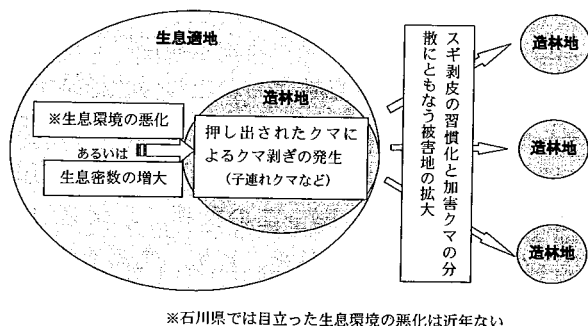 生息適地
造林地
※生息環境の悪化
あるいは
生息密数の増大
押し出されたクマに
よるクマ剥ぎの発生
(子連れクマなど)
スギ剥皮の習慣化と加害クマの分
散にともなう被害地の拡大
造林地
造林地
造林地
※石川県では目立った生息環境の悪化は近年ない